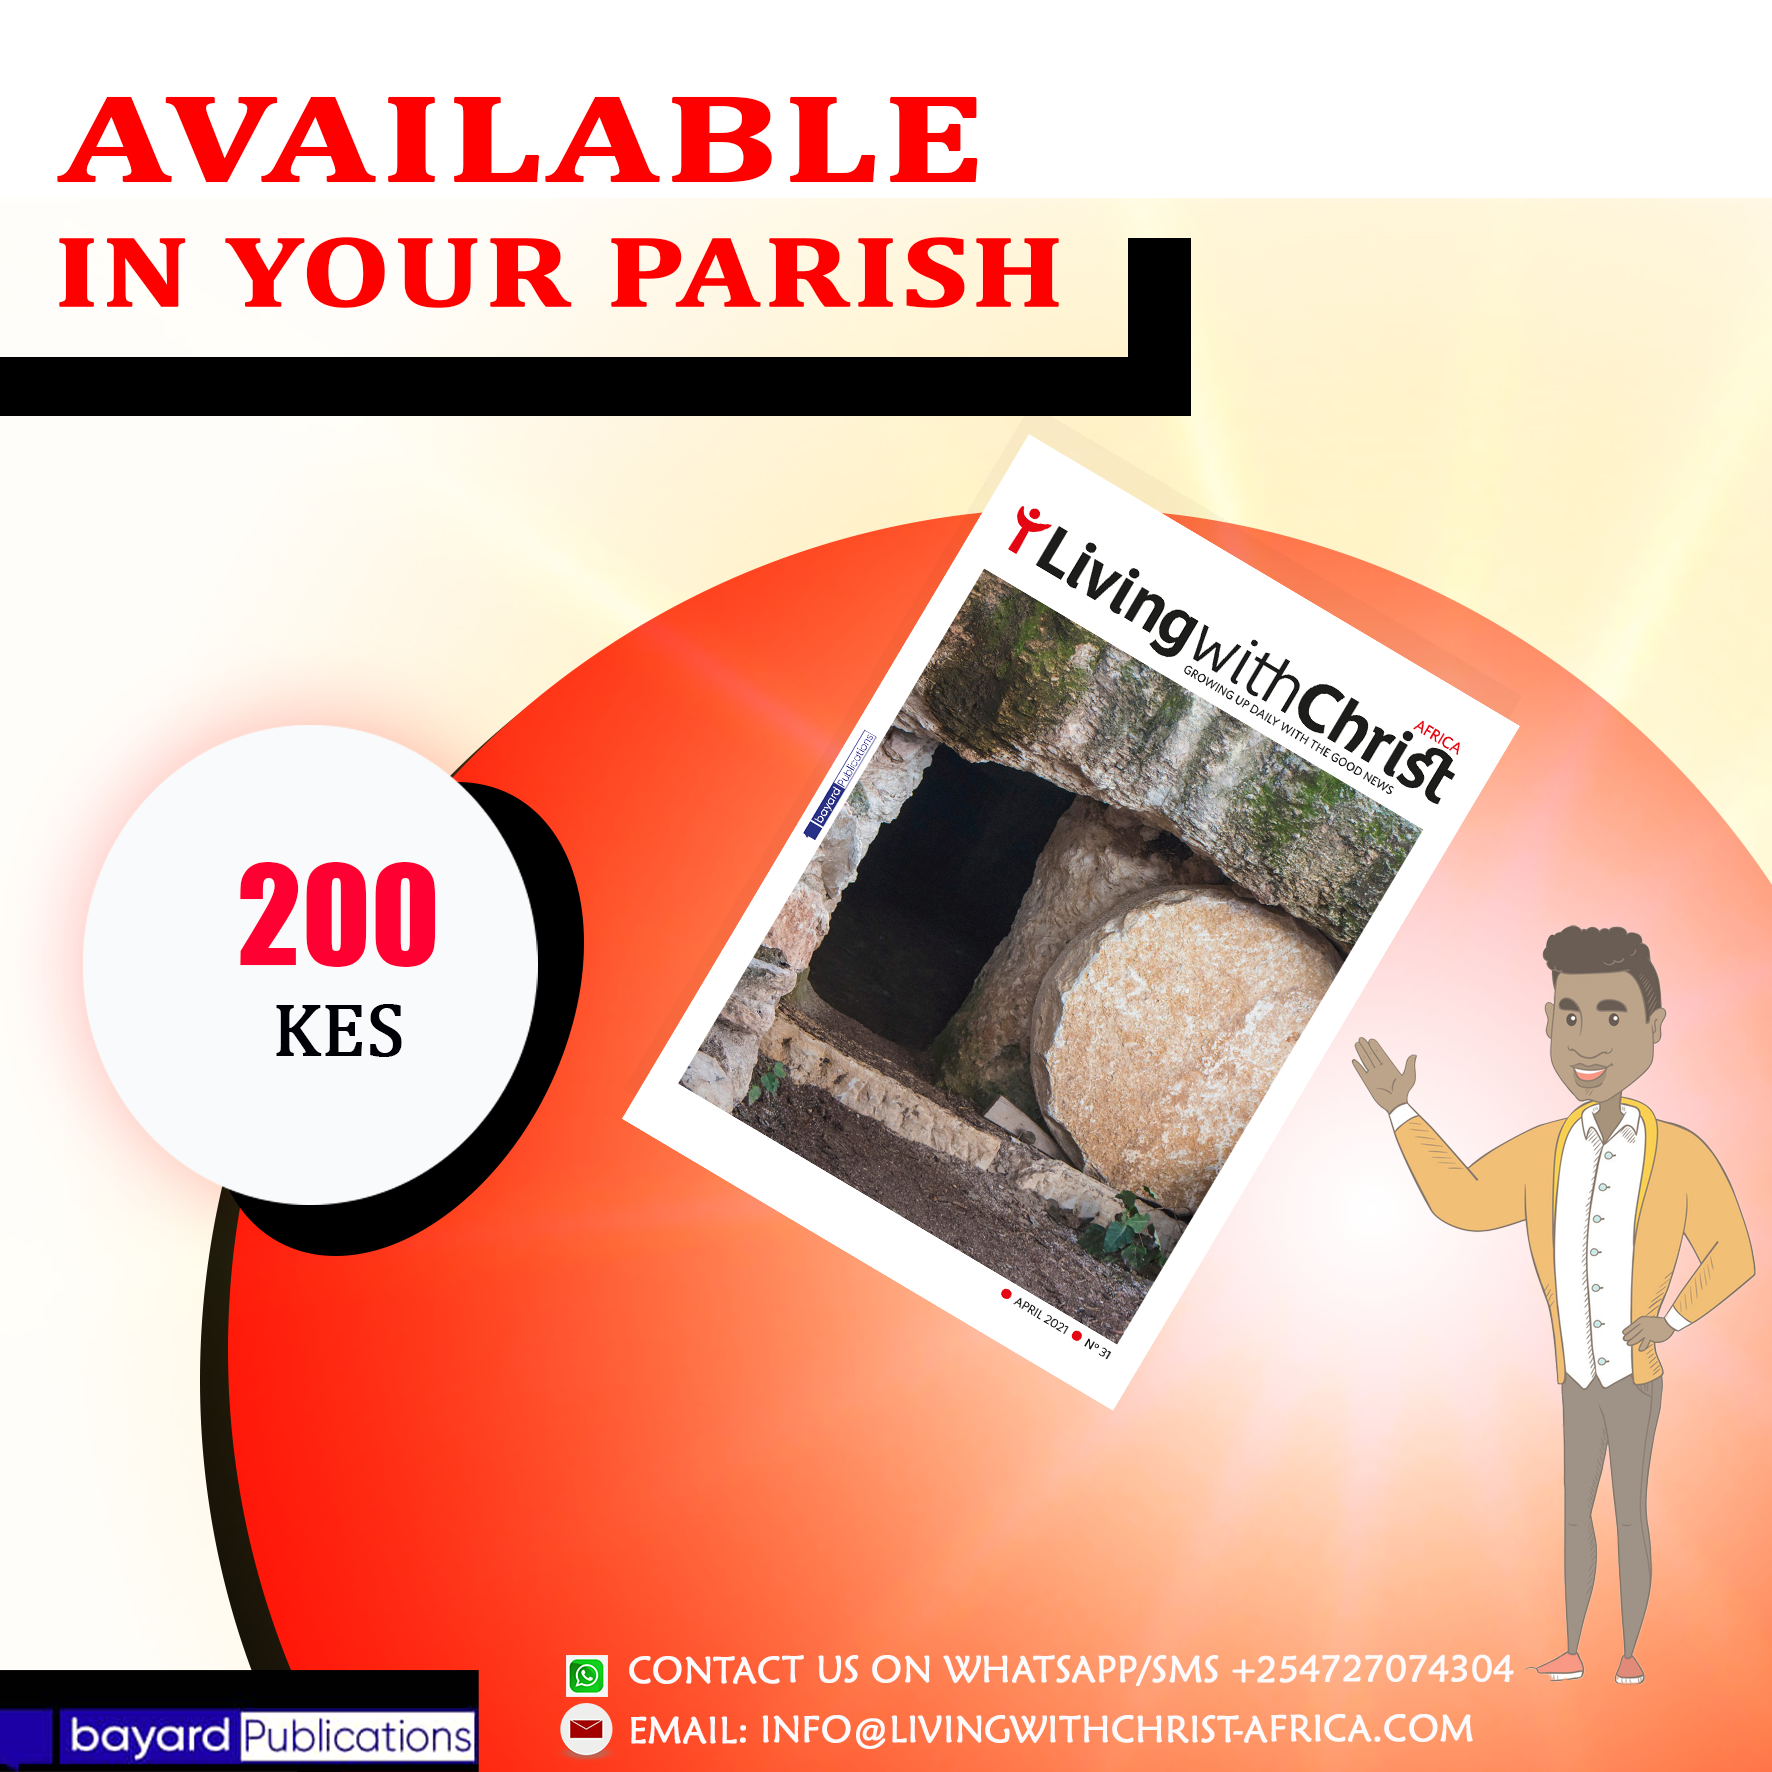 AVAILABLE
IN YOUR PARISH
LivingwithChrist
AFRICA
GROWING UP DAILY WITH THE GOOD NEWS
bayard Publications
200
KES
APRIL 2021 • Nº 31
CONTACT US ON WHATSAPP/SMS +254727074304
EMAIL: INFO@LIVINGWITHCHRIST-AFRICA.COM
bayard Publications